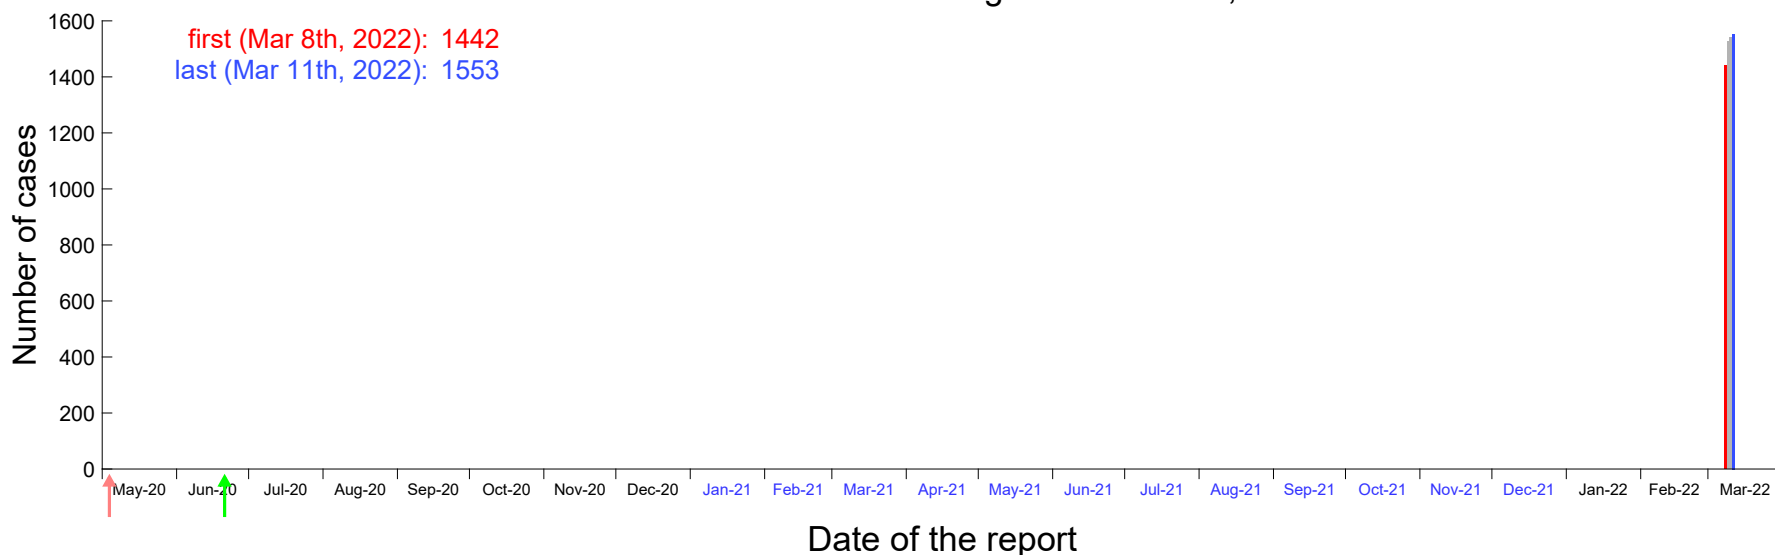 1600
first (Mar 8th, 2022): 1442
last (Mar 11th, 2022): 1553
1400
1200
1000
800
600
400
200
0
Number of cases
May-20 Jun-20 Jul-20 Aug-20 Sep-20 Oct-20 Nov-20 Dec-20 Jan-21 Feb-21 Mar-21 Apr-21 May-21 Jun-21 Jul-21 Aug-21 Sep-21 Oct-21 Nov-21 Dec-21 Jan-22 Feb-22 Mar-22
Date of the report